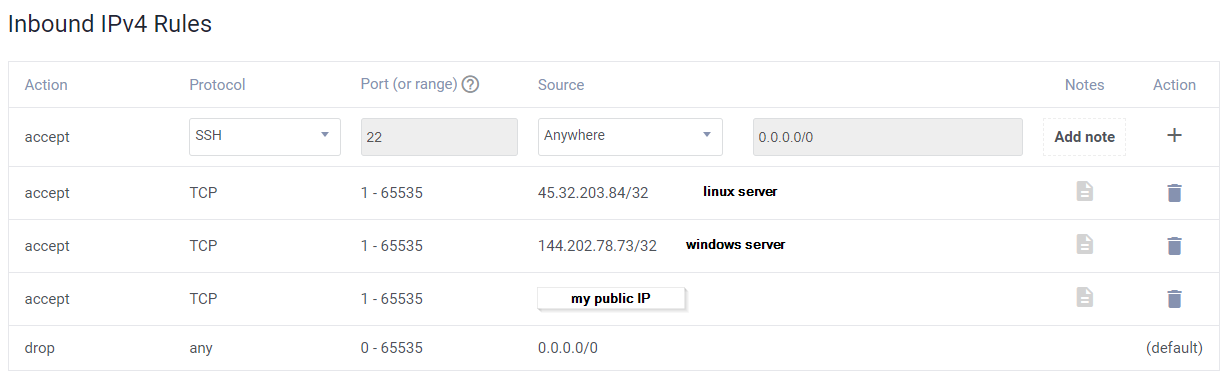 Inbound IPv4 Rules
Action Protocol Port (or range) ? Source Notes Action
accept SSH 22 Anywhere 0.0.0.0/0 Add note +
accept TCP 1 - 65535 45.32.203.84/32 linux server
accept TCP 1 - 65535 144.202.78.73/32 windows server
accept TCP 1 - 65535 my public IP
drop any 0 - 65535 0.0.0.0/0 (default)